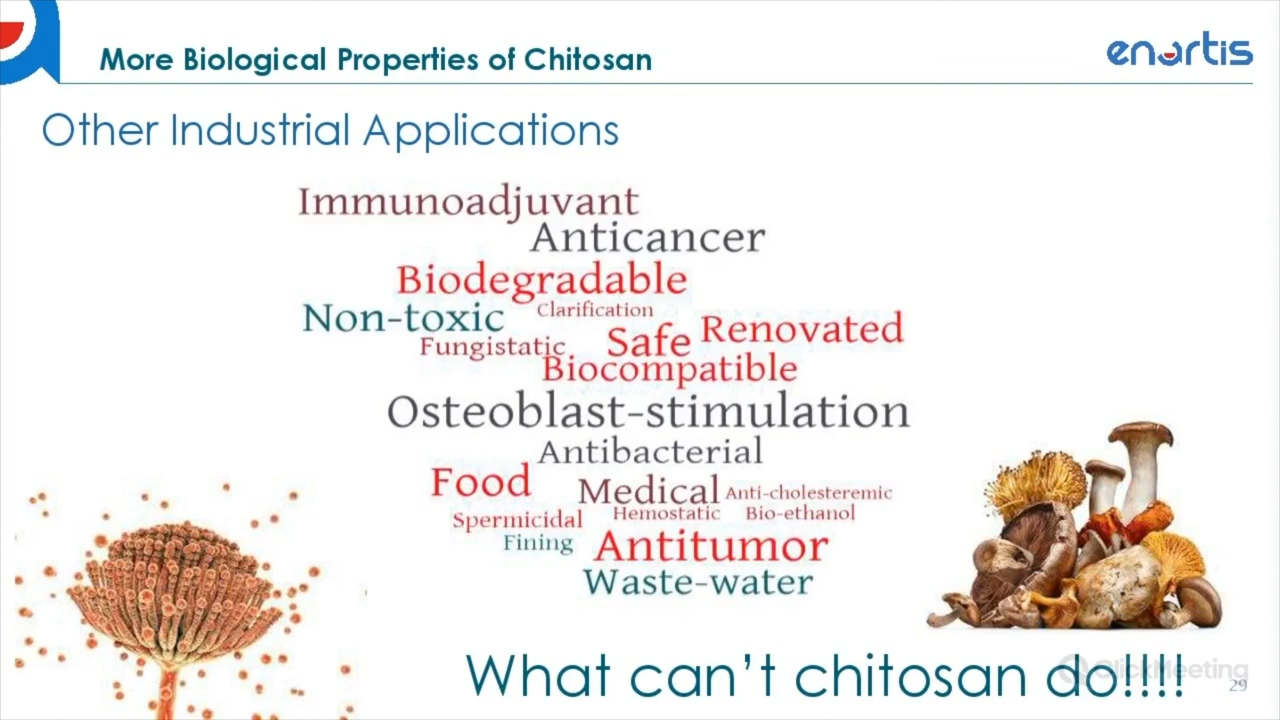 More Biological Properties of Chitosan
enartis
Other Industrial Applications
Immunoadjuvant
Anticancer
Biodegradable
Clarification
Non-toxic
Renovated
Safe
Fungistatic
Biocompatible
Osteoblast-stimulation
Antibacterial
Food
Medical
Anti-cholesteremic
Spermicidal
Hemostatic
Bio-ethanol
Fining
Antitumor
Waste-water
What can't chitosan do!!!!
ClickMeeting
29